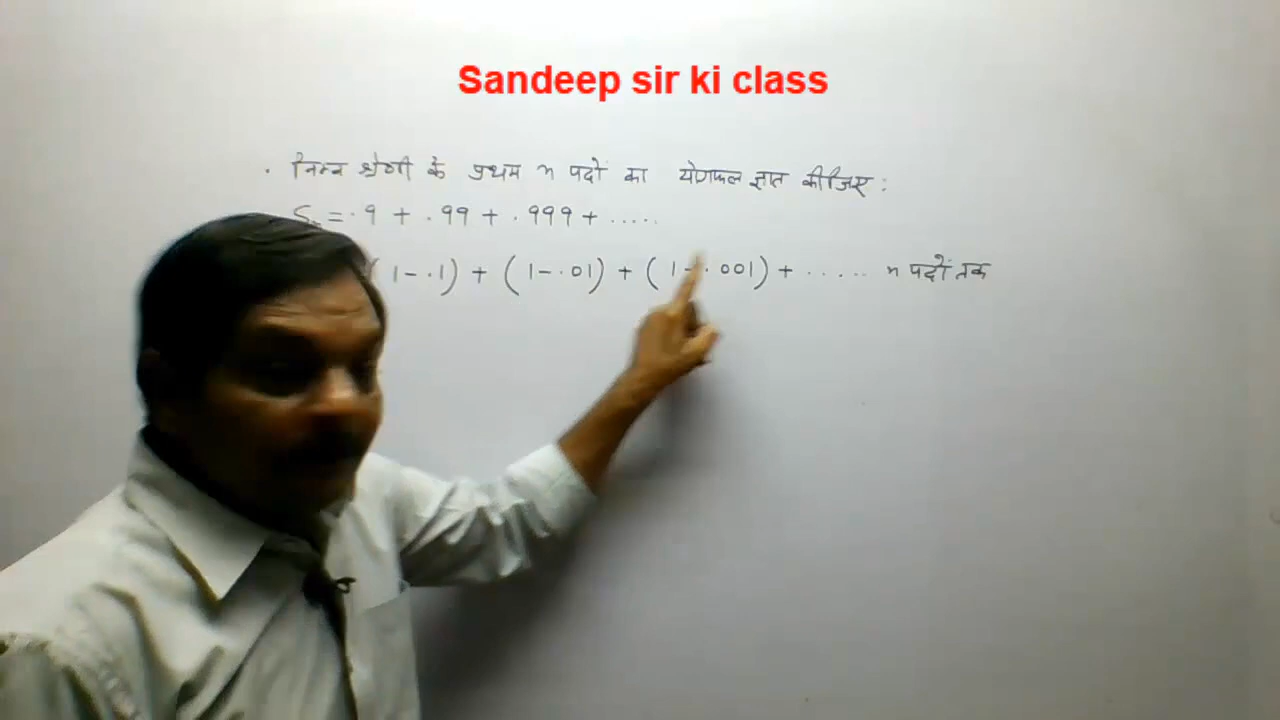 Sandeep sir ki class
. निम्न श्रेणी के प्रथम n पदों का योगफल ज्ञात कीजिए :
= .9 + .99 + .999 + .....
(1-.1) + (1-.01) + (1-.001) + ..... n पदों तक